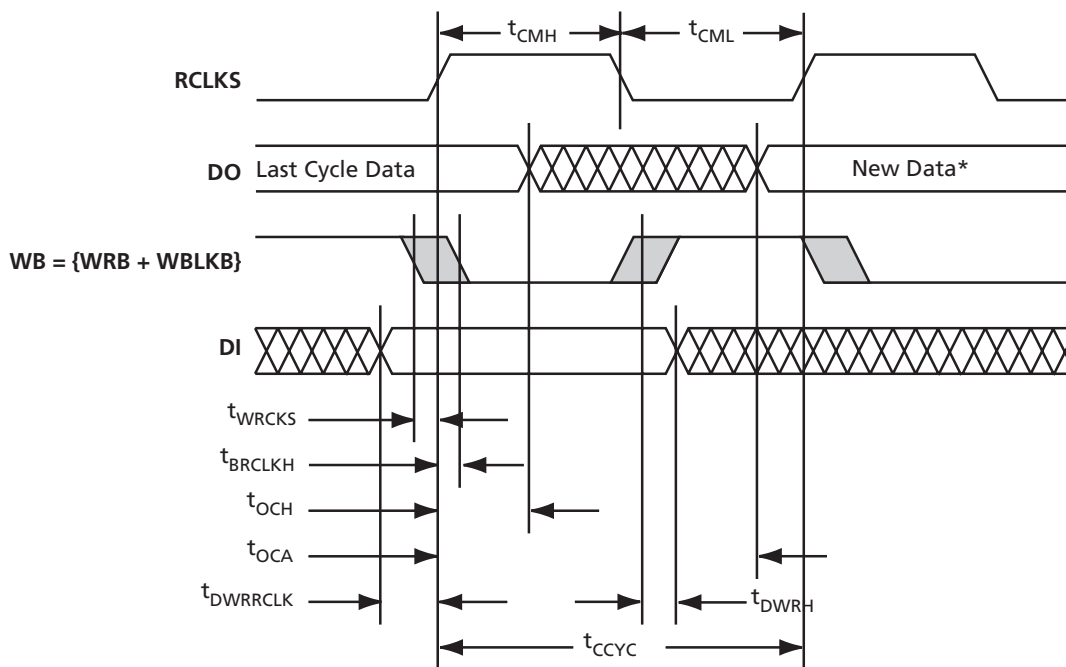 tCMH
tCML
RCLKS
DO
Last Cycle Data
New Data*
WB = {WRB + WBLKB}
DI
tWRCKS
tBRCLKH
tOCH
tOCA
tDWRRCLK
tDWRH
tCCYC